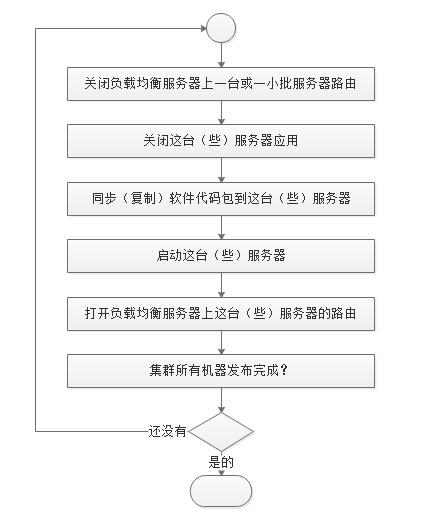 关闭负载均衡服务器上一台或一小批服务器路由
关闭这台（些）服务器应用
同步（复制）软件代码包到这台（些）服务器
启动这台（些）服务器
打开负载均衡服务器上这台（些）服务器的路由
集群所有机器发布完成？
还没有
是的